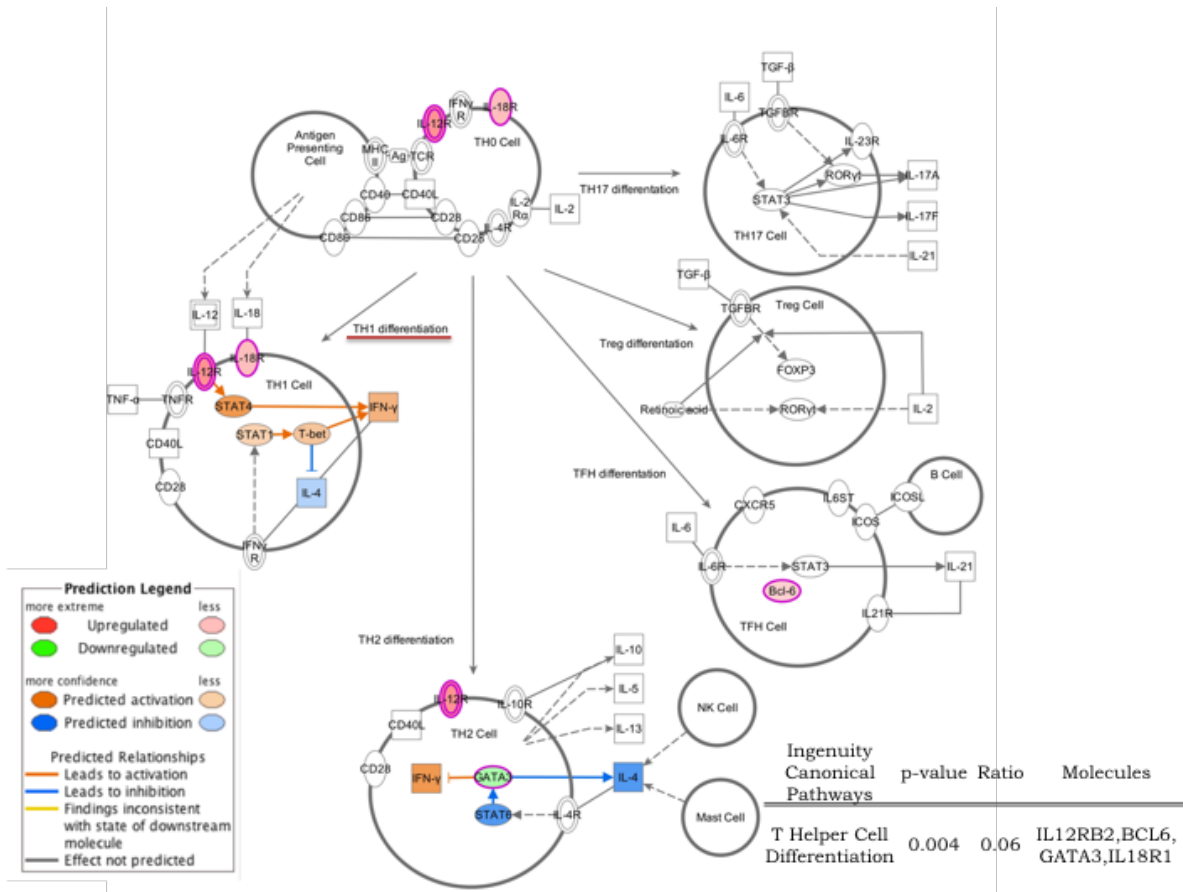 TGF-β
IL-6
IFNγ
R
IL-18R
IL-12R
TGFBR
Antigen
Presenting
Cell
TH0 Cell
IL-6R
IL-23R
MHC
II
Ag
TCR
RORγt
IL-17A
TH17 differentiation
CD40
CD40L
STAT3
IL-2
Rα
IL-2
CD86
CD28
IL-17F
IL-4R
CD80
CD28
TH17 Cell
IL-21
TGF-β
Treg Cell
TGFBR
IL-12
IL-18
TH1 differentiation
Treg differentiation
IL-18R
IL-12R
TH1 Cell
FOXP3
TNF-α
TNFR
STAT4
IFN-γ
Retinoic acid
RORγt
IL-2
STAT1
T-bet
CD40L
TFH differentation
B Cell
CD28
IL-4
IL6ST
ICOSL
CXCR5
ICOS
IL-6
IFNγ
R
IL-6R
STAT3
IL-21
Bcl-6
IL21R
TFH Cell
Prediction Legend
more extreme less
Upregulated
Downregulated
more confidence less
Predicted activation
Predicted inhibition
Predicted Relationships
Leads to activation
Leads to inhibition
Findings inconsistent
with state of downstream
molecule
Effect not predicted
TH2 differentation
IL-10
IL-5
IL-12R
IL-10R
NK Cell
CD40L
TH2 Cell
IL-13
CD28
IFN-γ
GATA3
IL-4
STAT6
IL-4R
Mast Cell
Ingenuity
Canonical
Pathways
p-value Ratio Molecules
T Helper Cell
Differentiation
0.004 0.06
IL12RB2,BCL6,
GATA3,IL18R1